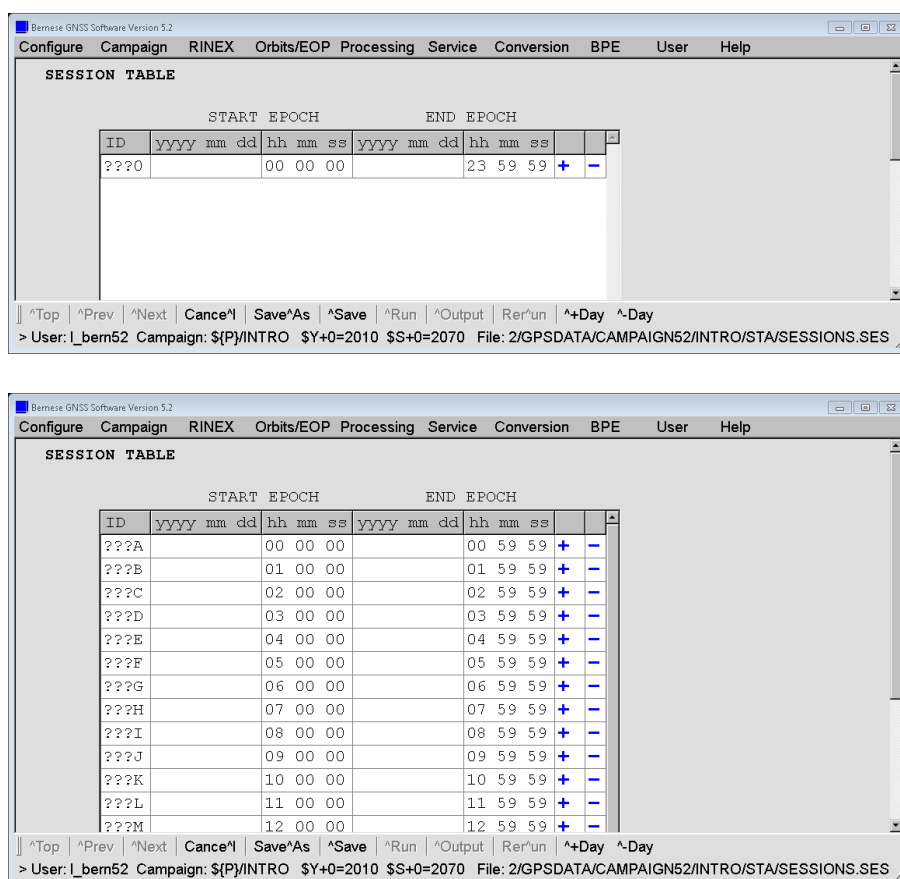 Bernese GNSS Software Version 5.2
Configure Campaign RINEX Orbits/EOP Processing Service Conversion BPE User Help
SESSION TABLE
START EPOCH END EPOCH
ID yyyy mm dd hh mm ss yyyy mm dd hh mm ss
???0 00 00 00 23 59 59 + −
^Top ^Prev ^Next Cance^l Save^As ^Save ^Run ^Output Rer^un ^+Day ^-Day
> User: l_bern52 Campaign: ${P}/INTRO $Y+0=2010 $S+0=2070 File: 2/GPSDATA/CAMPAIGN52/INTRO/STA/SESSIONS.SES
Bernese GNSS Software Version 5.2
Configure Campaign RINEX Orbits/EOP Processing Service Conversion BPE User Help
SESSION TABLE
START EPOCH END EPOCH
ID yyyy mm dd hh mm ss yyyy mm dd hh mm ss
???A 00 00 00 00 59 59 + −
???B 01 00 00 01 59 59 + −
???C 02 00 00 02 59 59 + −
???D 03 00 00 03 59 59 + −
???E 04 00 00 04 59 59 + −
???F 05 00 00 05 59 59 + −
???G 06 00 00 06 59 59 + −
???H 07 00 00 07 59 59 + −
???I 08 00 00 08 59 59 + −
???J 09 00 00 09 59 59 + −
???K 10 00 00 10 59 59 + −
???L 11 00 00 11 59 59 + −
???M 12 00 00 12 59 59 + −
^Top ^Prev ^Next Cance^l Save^As ^Save ^Run ^Output Rer^un ^+Day ^-Day
> User: l_bern52 Campaign: ${P}/INTRO $Y+0=2010 $S+0=2070 File: 2/GPSDATA/CAMPAIGN52/INTRO/STA/SESSIONS.SES